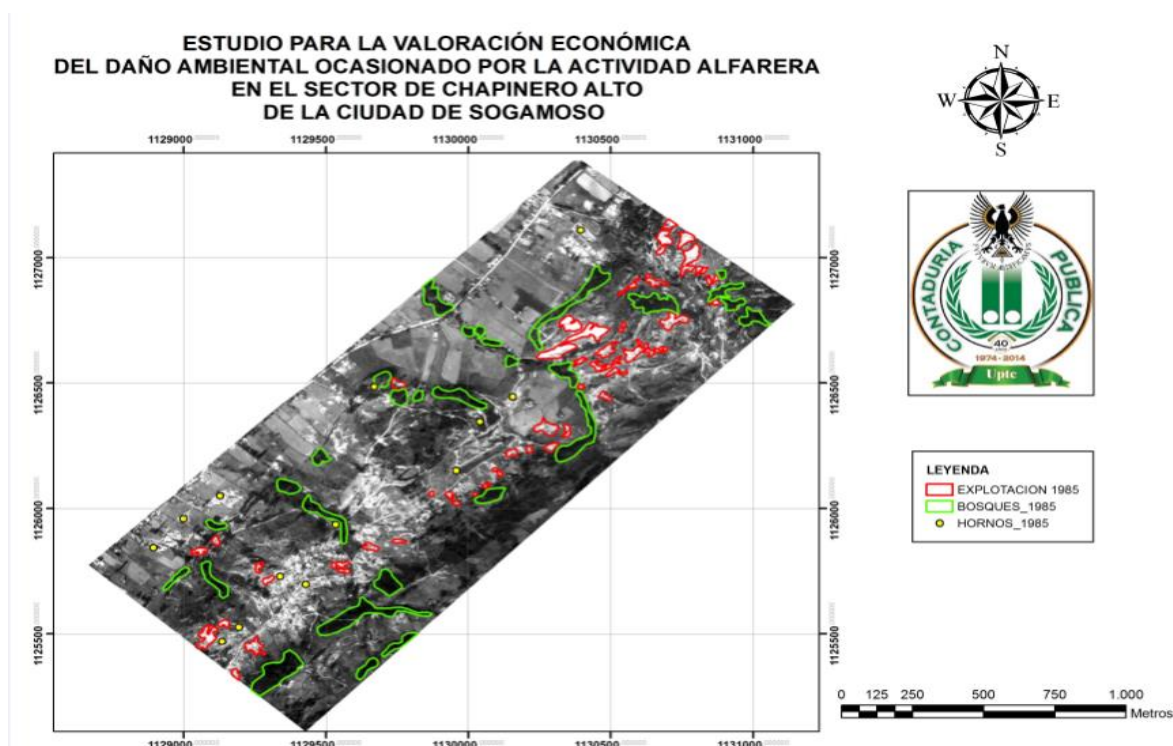 ESTUDIO PARA LA VALORACIÓN ECONÓMICA
DEL DAÑO AMBIENTAL OCASIONADO POR LA ACTIVIDAD ALFARERA
EN EL SECTOR DE CHAPINERO ALTO
DE LA CIUDAD DE SOGAMOSO
1129000 1129500 1130000 1130500 1131000
1127000 1127000
1126500 1126500
1126000 1126000
1125500 1125500
1129000 1129500 1130000 1130500 1131000
N
W E
S
CONTADURIA PUBLICA
40
1974-2014
Uptc
LEYENDA
EXPLOTACION 1985
BOSQUES_1985
HORNOS_1985
0 125 250 500 750 1.000
Metros